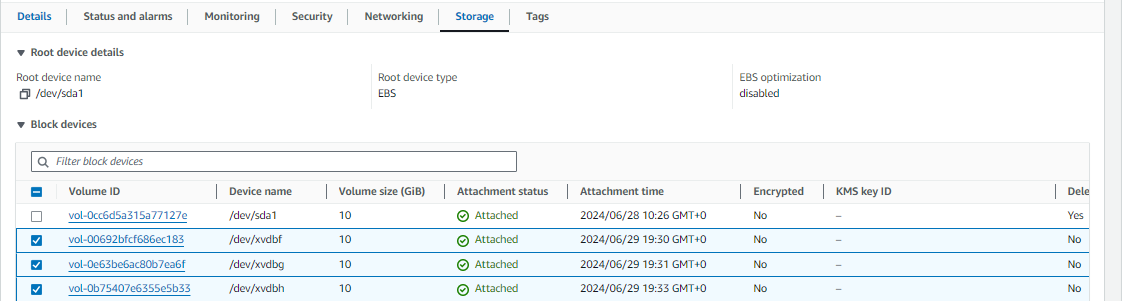 Details Status and alarms Monitoring Security Networking Storage Tags
Root device details
Root device name Root device type EBS optimization
/dev/sda1 EBS disabled
Block devices
Filter block devices
Volume ID Device name Volume size (GiB) Attachment status Attachment time Encrypted KMS key ID Dele
vol-0cc6d5a315a77127e /dev/sda1 10 Attached 2024/06/28 10:26 GMT+0 No – Yes
vol-00692bfcf686ec183 /dev/xvdbf 10 Attached 2024/06/29 19:30 GMT+0 No – No
vol-0e63be6ac80b7ea6f /dev/xvdbg 10 Attached 2024/06/29 19:31 GMT+0 No – No
vol-0b75407e6355e5b33 /dev/xvdbh 10 Attached 2024/06/29 19:33 GMT+0 No – No